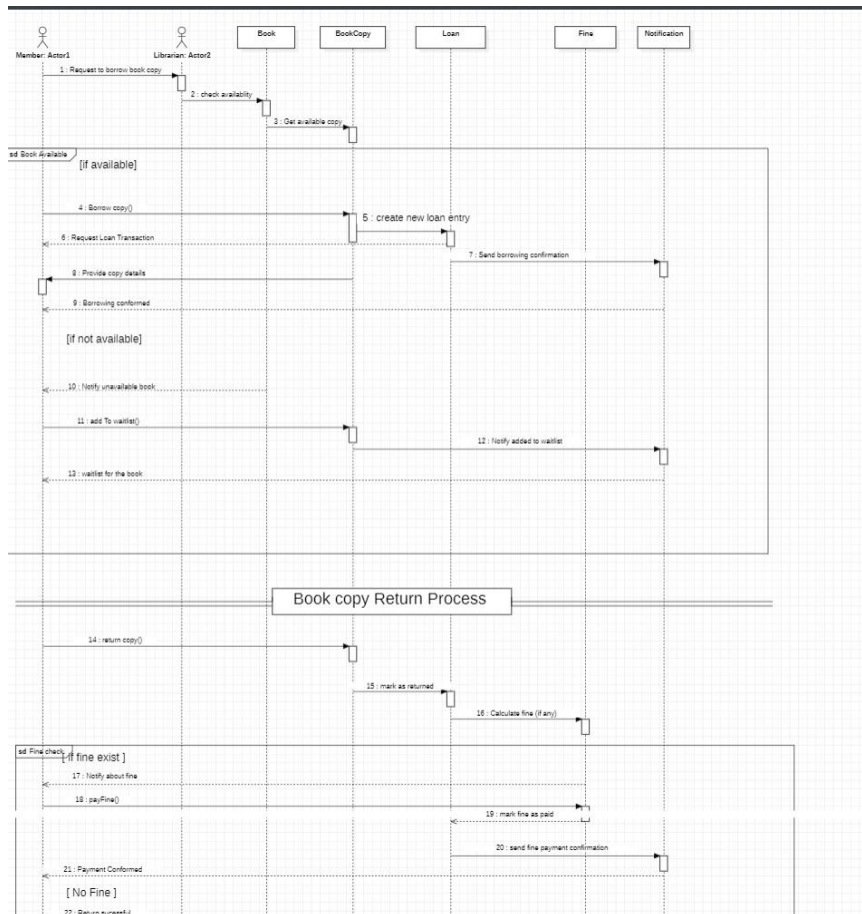 Member: Actor1
Librarian: Actor2
Book
BookCopy
Loan
Fine
Notification
1 : Request to borrow book copy
2 : check availablity
3 : Get available copy
sd Book Available
[if available]
4 : Borrow copy()
5 : create new loan entry
6 : Request Loan Transaction
7 : Send borrowing confirmation
8 : Provide copy details
9 : Borrowing conformed
[if not available]
10 : Notify unavailable book
11 : add To waitlist()
12 : Notify added to waitlist
13 : waitlist for the book
Book copy Return Process
14 : return copy()
15 : mark as returned
16 : Calculate fine (if any)
sd Fine check
[ if fine exist ]
17 : Notify about fine
18 : payFine()
19 : mark fine as paid
20 : send fine payment confirmation
21 : Payment Conformed
[ No Fine ]
22 : Return sucessful